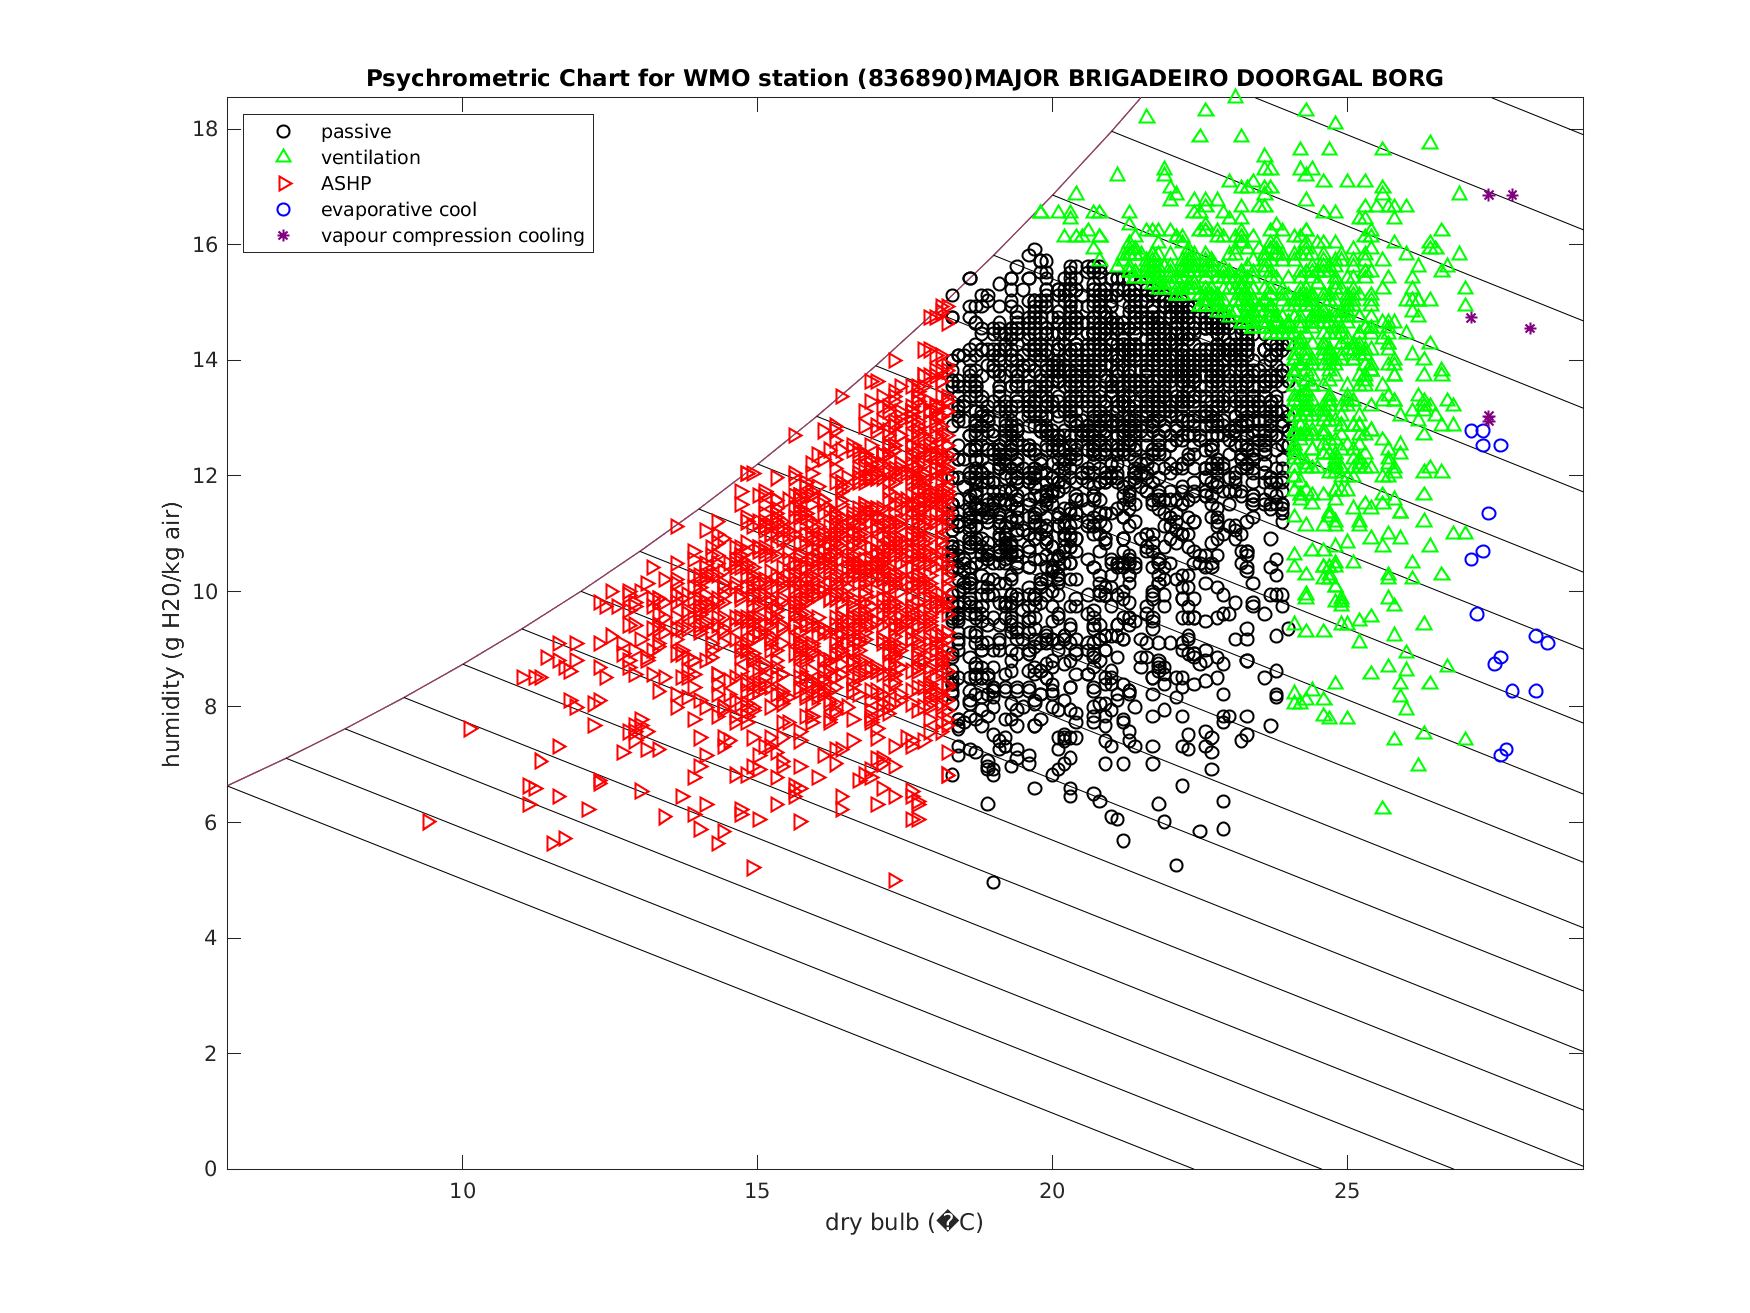 Psychrometric Chart for WMO station (836890)MAJOR BRIGADEIRO DOORGAL BORG
passive
ventilation
ASHP
evaporative cool
vapour compression cooling
humidity (g H20/kg air)
18
16
14
12
10
8
6
4
2
0
10 15 20 25
dry bulb (�C)